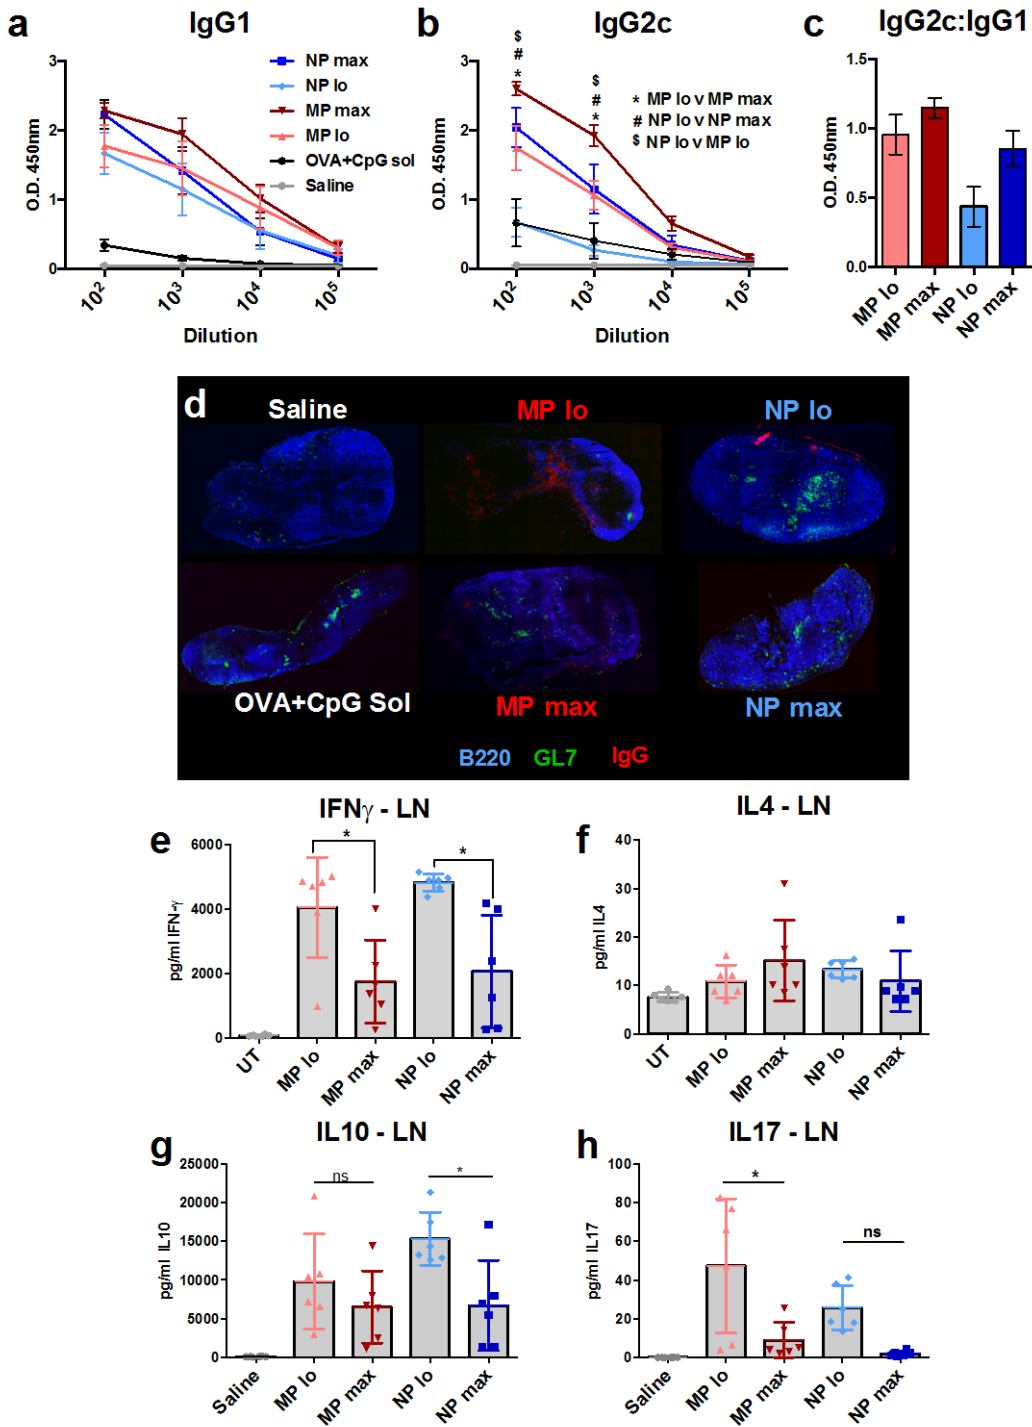 a
IgG1
O.D. 450nm
3
2
1
0
10²
10³
10⁴
10⁵
Dilution
NP max
NP lo
MP max
MP lo
OVA+CpG sol
Saline
b
IgG2c
O.D. 450nm
3
2
1
0
$
#
*
$
#
*
* MP lo v MP max
# NP lo v NP max
$ NP lo v MP lo
10²
10³
10⁴
10⁵
Dilution
c
IgG2c:IgG1
O.D. 450nm
1.5
1.0
0.5
0.0
MP lo
MP max
NP lo
NP max
d
Saline
MP lo
NP lo
OVA+CpG Sol
MP max
NP max
B220 GL7 IgG
e
IFNγ - LN
pg/ml IFN-γ
6000
4000
2000
0
*
*
UT
MP lo
MP max
NP lo
NP max
f
IL4 - LN
pg/ml IL4
40
30
20
10
0
UT
MP lo
MP max
NP lo
NP max
g
IL10 - LN
pg/ml IL10
25000
20000
15000
10000
5000
0
ns
*
Saline
MP lo
MP max
NP lo
NP max
h
IL17 - LN
pg/ml IL17
100
80
60
40
20
0
*
ns
Saline
MP lo
MP max
NP lo
NP max